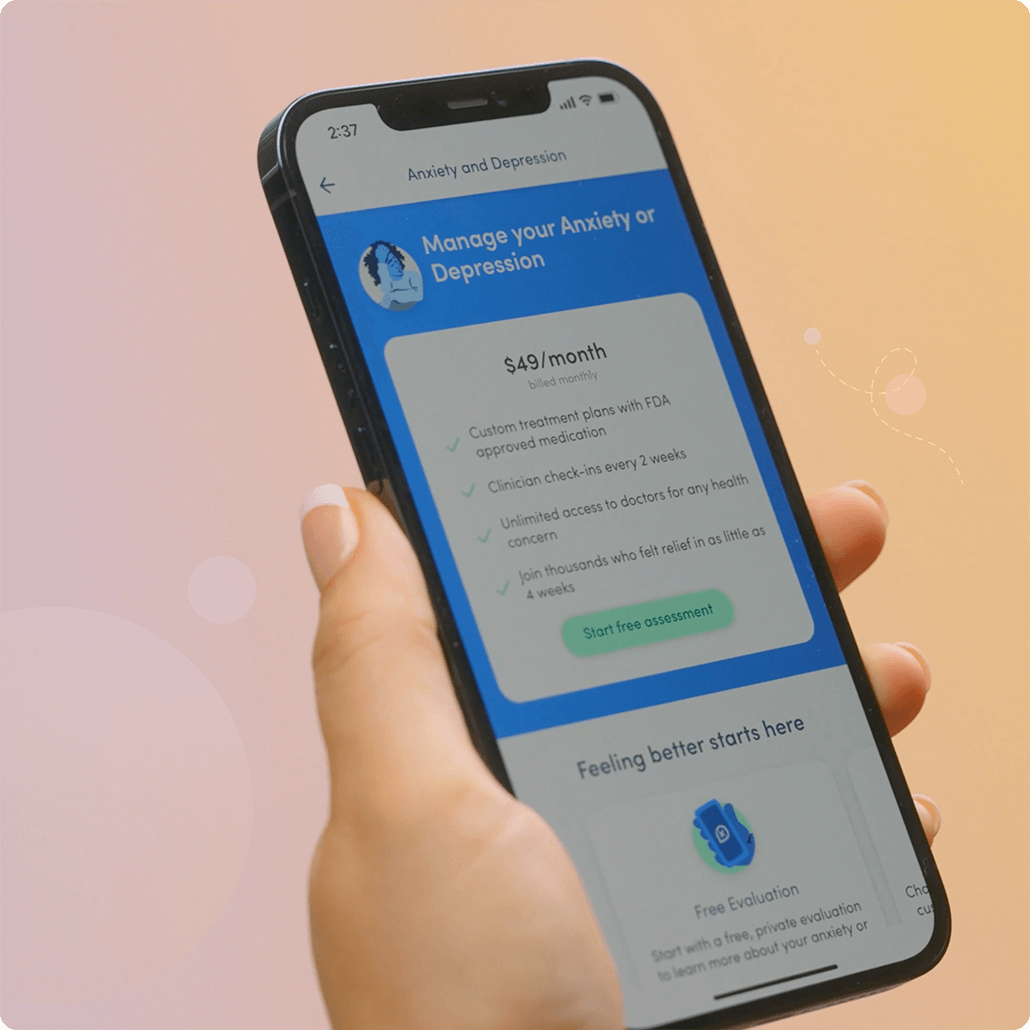 2:37
Anxiety and Depression
Manage your Anxiety or
Depression
$49/month
billed monthly
Custom treatment plans with FDA
approved medication
Clinician check-ins every 2 weeks
Unlimited access to doctors for any health
concern
Join thousands who felt relief in as little as
4 weeks
Start free assessment
Feeling better starts here
K
Free Evaluation
Start with a free, private evaluation
to learn more about your anxiety or